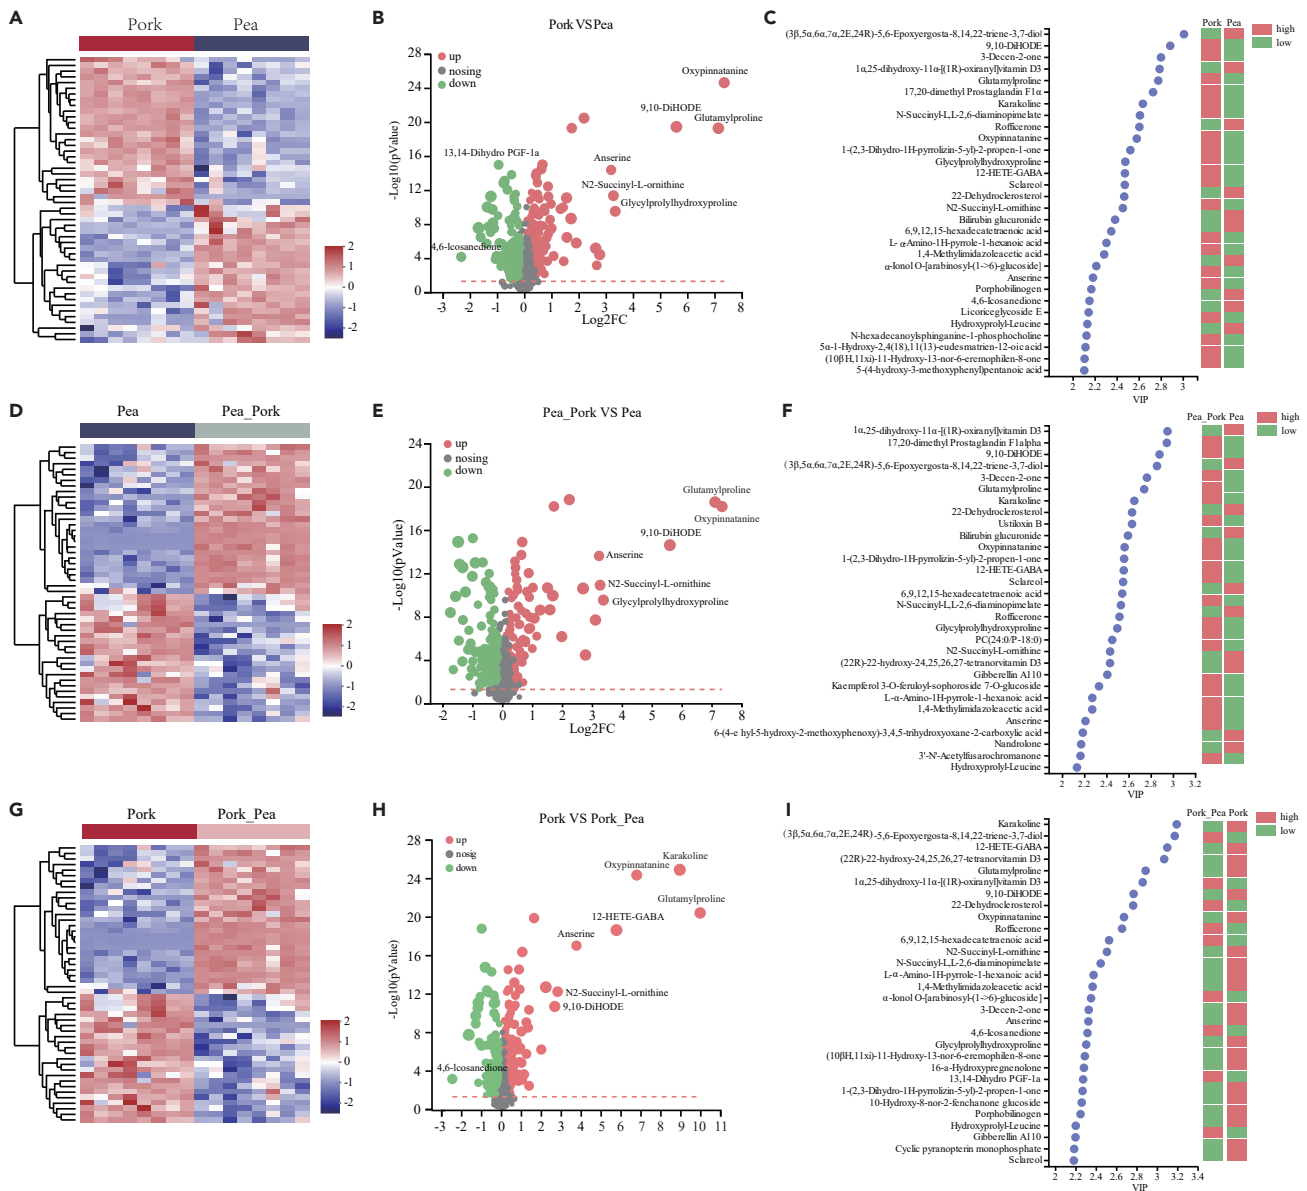 A
Pork
Pea
2
1
0
-1
-2
B
Pork VS Pea
up
nosing
down
28
24
20
16
12
8
4
0
-Log10(pValue)
Oxypinnatanine
9,10-DiHODE
Glutamylproline
13,14-Dihydro PGF-1a
Anserine
N2-Succinyl-L-ornithine
Glycylprolylhydroxyproline
4,6-Icosanedione
-3 -2 -1 0 1 2 3 4 5 6 7 8
Log2FC
C
Pork Pea
high
low
(3β,5α,6α,7α,2E,24R)-5,6-Epoxyergosta-8,14,22-triene-3,7-diol
9,10-DiHODE
3-Decen-2-one
1α,25-dihydroxy-11α-[(1R)-oxiranyl]vitamin D3
Glutamylproline
17,20-dimethyl Prostaglandin F1α
Karakoline
N-Succinyl-L,L-2,6-diaminopimelate
Rofficerone
Oxypinnatanine
1-(2,3-Dihydro-1H-pyrrolizin-5-yl)-2-propen-1-one
Glycylprolylhydroxyproline
12-HETE-GABA
Sclareol
22-Dehydroclerosterol
N2-Succinyl-L-ornithine
Bilirubin glucuronide
6,9,12,15-hexadecatetraenoic acid
L-αAmino-1H-pyrrole-1-hexanoic acid
1,4-Methylimidazoleacetic acid
α-Ionol O-[arabinosyl-(1->6)-glucoside]
Anserine
Porphobilinogen
4,6-Icosanedione
Licoriceglycoside E
Hydroxyprolyl-Leucine
N-hexadecanoylsphinganine-1-phosphocholine
5α-1-Hydroxy-2,4(18),11(13)-eudesmatrien-12-oic acid
(10βH,11xi)-11-Hydroxy-13-nor-6-eremophilen-8-one
5-(4-hydroxy-3-methoxyphenyl)pentanoic acid
2 2.2 2.4 2.6 2.8 3
VIP
D
Pea
Pea_Pork
2
1
0
-1
-2
E
Pea_Pork VS Pea
up
nosing
down
24
20
16
12
8
4
0
-Log10(pValue)
Glutamylproline
Oxypinnatanine
9,10-DiHODE
Anserine
N2-Succinyl-L-ornithine
Glycylprolylhydroxyproline
-2 -1 0 1 2 3 4 5 6 7 8
Log2FC
F
Pea_Pork Pea
high
low
1α,25-dihydroxy-11α-[(1R)-oxiranyl]vitamin D3
17,20-dimethyl Prostaglandin F1alpha
9,10-DiHODE
(3β,5α,6α,7α,2E,24R)-5,6-Epoxyergosta-8,14,22-triene-3,7-diol
3-Decen-2-one
Glutamylproline
Karakoline
22-Dehydroclerosterol
Ustiloxin B
Bilirubin glucuronide
Oxypinnatanine
1-(2,3-Dihydro-1H-pyrrolizin-5-yl)-2-propen-1-one
12-HETE-GABA
Sclareol
6,9,12,15-hexadecatetraenoic acid
N-Succinyl-L,L-2,6-diaminopimelate
Rofficerone
Glycylprolylhydroxyproline
PC(24:0/P-18:0)
N2-Succinyl-L-ornithine
(22R)-22-hydroxy-24,25,26,27-tetranorvitamin D3
Gibberellin A110
Kaempferol 3-O-feruloyl-sophoroside 7-O-glucoside
L-α-Amino-1H-pyrrole-1-hexanoic acid
1,4-Methylimidazoleacetic acid
Anserine
6-(4-e hyl-5-hydroxy-2-methoxyphenoxy)-3,4,5-trihydroxyoxane-2-carboxylic acid
Nandrolone
3'-N'-Acetylfusarochromanone
Hydroxyprolyl-Leucine
2 2.2 2.4 2.6 2.8 3 3.2
VIP
G
Pork
Pork_Pea
2
1
0
-1
-2
H
Pork VS Pork_Pea
up
nosig
down
28
24
20
16
12
8
4
0
-Log10(pValue)
Karakoline
Oxypinnatanine
Glutamylproline
12-HETE-GABA
Anserine
N2-Succinyl-L-ornithine
9,10-DiHODE
4,6-Icosanedione
-3 -2 -1 0 1 2 3 4 5 6 7 8 9 10 11
I
Pork_Pea Pork
high
low
Karakoline
(3β,5α,6α,7α,2E,24R)-5,6-Epoxyergosta-8,14,22-triene-3,7-diol
12-HETE-GABA
(22R)-22-hydroxy-24,25,26,27-tetranorvitamin D3
Glutamylproline
1α,25-dihydroxy-11α-[(1R)-oxiranyl]vitamin D3
9,10-DiHODE
22-Dehydroclerosterol
Oxypinnatanine
Rofficerone
6,9,12,15-hexadecatetraenoic acid
N2-Succinyl-L-ornithine
N-Succinyl-L,L-2,6-diaminopimelate
L-α-Amino-1H-pyrrole-1-hexanoic acid
1,4-Methylimidazoleacetic acid
α-Ionol O-[arabinosyl-(1->6)-glucoside]
3-Decen-2-one
Anserine
4,6-Icosanedione
Glycylprolylhydroxyproline
(10βH,11xi)-11-Hydroxy-13-nor-6-eremophilen-8-one
16-a-Hydroxypregnenolone
13,14-Dihydro PGF-1a
1-(2,3-Dihydro-1H-pyrrolizin-5-yl)-2-propen-1-one
10-Hydroxy-8-nor-2-fenchanone glucoside
Porphobilinogen
Hydroxyprolyl-Leucine
Gibberellin A110
Cyclic pyranopterin monophosphate
Sclareol
2 2.2 2.4 2.6 2.8 3 3.2 3.4
VIP